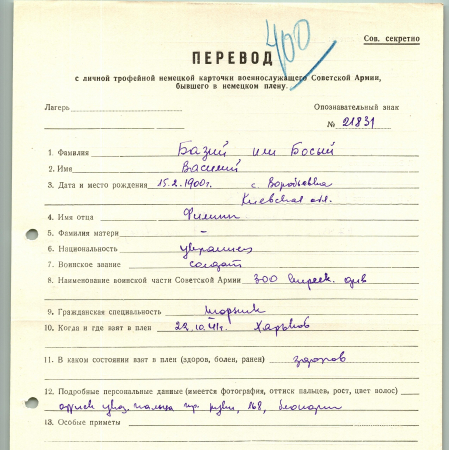 400
Сов. секретно
ПЕРЕВОД
с личной трофейной немецкой карточки военнослужащего Советской Армии,
бывшего в немецком плену.
Лагерь
Опознавательный знак
№ 21831
1. Фамилия Базий или Босый
2. Имя Василий
3. Дата и место рождения 15.2.1900г. с. Воробьевка
Киевская обл.
4. Имя отца Филипп
5. Фамилия матери –
6. Национальность украинец
7. Воинское звание солдат
8. Наименование воинской части Советской Армии 300 стрелк. див
9. Гражданская специальность шорник
10. Когда и где взят в плен 23.10.41г. Харьков
11. В каком состоянии взят в плен (здоров, болен, ранен) здоров
12. Подробные персональные данные (имеется фотография, оттиск пальцев, рост, цвет волос)
оттиск указ. пальца пр. руки, 168,
13. Особые приметы